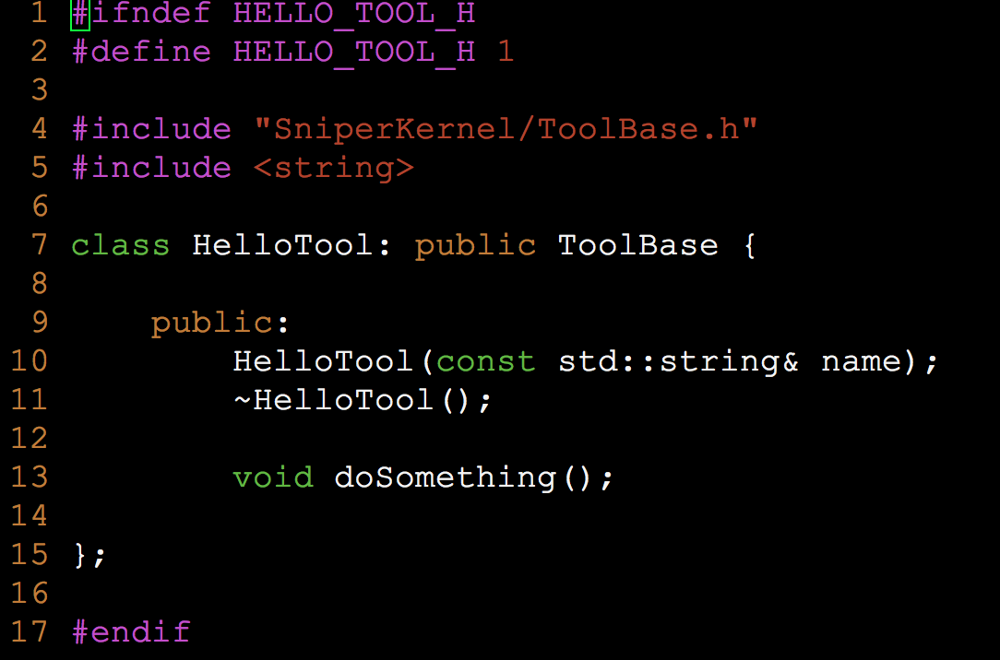 1 #ifndef HELLO_TOOL_H
2 #define HELLO_TOOL_H 1
3
4 #include "SniperKernel/ToolBase.h"
5 #include <string>
6
7 class HelloTool: public ToolBase {
8
9     public:
10         HelloTool(const std::string& name);
11         ~HelloTool();
12
13         void doSomething();
14
15 };
16
17 #endif